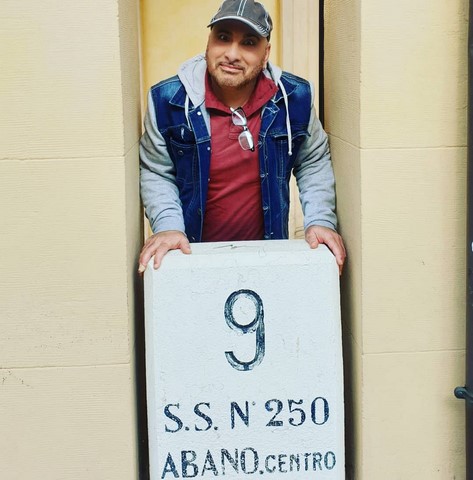 9
S.S. N° 250
ABANO.CENTRO